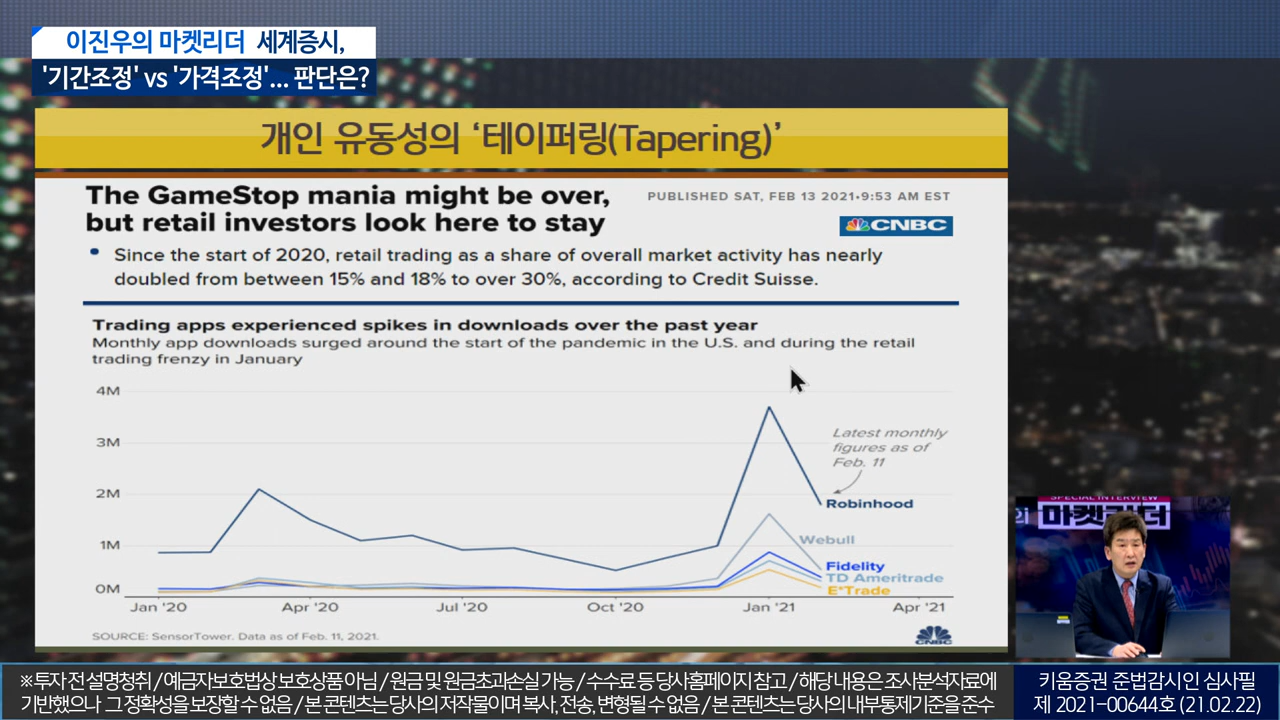 이진우의 마켓리더 세계증시,
'기간조정' vs '가격조정'... 판단은?
개인 유동성의 ‘테이퍼링(Tapering)’
The GameStop mania might be over,
but retail investors look here to stay
PUBLISHED SAT, FEB 13 2021•9:53 AM EST
CNBC
• Since the start of 2020, retail trading as a share of overall market activity has nearly
doubled from between 15% and 18% to over 30%, according to Credit Suisse.
Trading apps experienced spikes in downloads over the past year
Monthly app downloads surged around the start of the pandemic in the U.S. and during the retail
trading frenzy in January
4M
3M
2M
1M
0M
Latest monthly
figures as of
Feb. 11
Robinhood
Webull
Fidelity
TD Ameritrade
E*Trade
Jan '20
Apr '20
Jul '20
Oct '20
Jan '21
Apr '21
SOURCE: SensorTower. Data as of Feb. 11, 2021.
CNBC
SPECIAL INTERVIEW
마켓리더
※ 투자 전 설명청취 / 예금자보호법상 보호상품 아님 / 원금 및 원금초과손실 가능 / 수수료 등 당사홈페이지 참고 / 해당 내용은 조사분석자료에
기반했으나 그 정확성을 보장할 수 없음 / 본 콘텐츠는 당사의 저작물이며 복사, 전송, 변형될 수 없음 / 본 콘텐츠는 당사의 내부통제기준을 준수
키움증권 준법감시인 심사필
제 2021-00644호 (21.02.22)